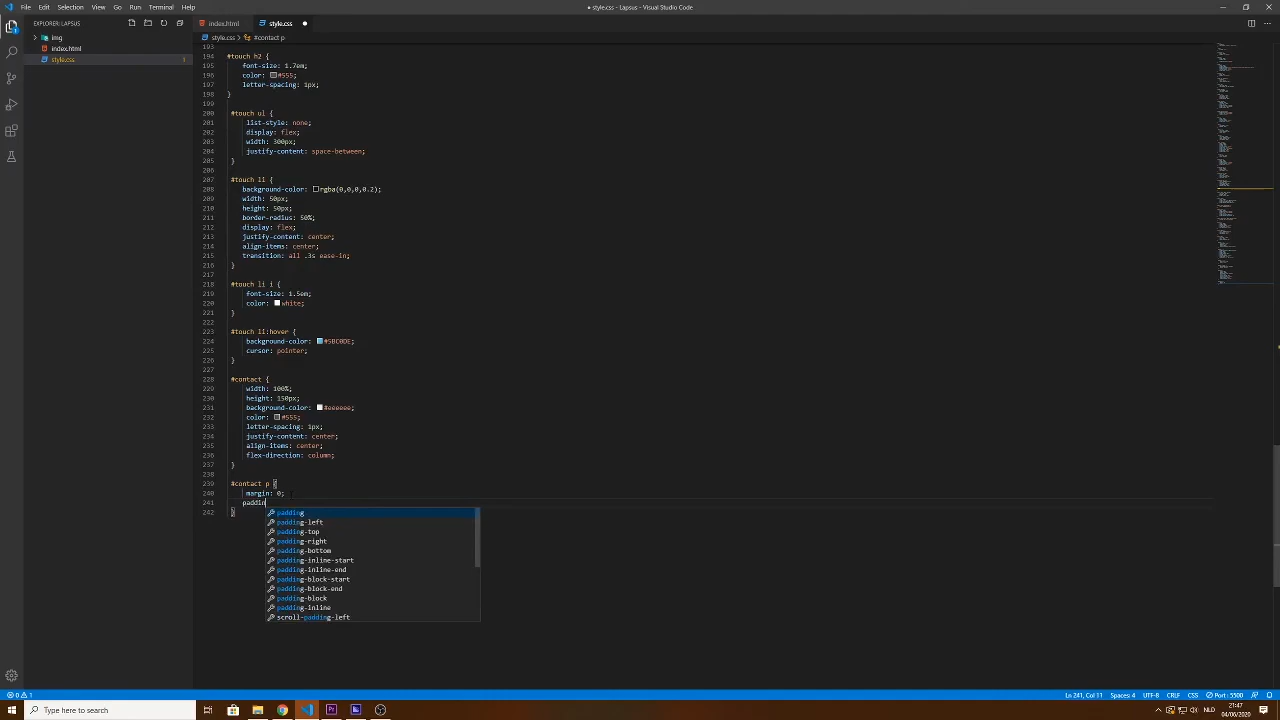 File Edit Selection View Go Run Terminal Help
● style.css - Lapsus - Visual Studio Code
EXPLORER: LAPSUS
index.html
style.css ●
img
index.html
style.css 1
style.css > #contact p
193
194 #touch h2 {
195 font-size: 1.7em;
196 color: #555;
197 letter-spacing: 1px;
198 }
199
200 #touch ul {
201 list-style: none;
202 display: flex;
203 width: 300px;
204 justify-content: space-between;
205 }
206
207 #touch li {
208 background-color: rgba(0,0,0,0.2);
209 width: 50px;
210 height: 50px;
211 border-radius: 50%;
212 display: flex;
213 justify-content: center;
214 align-items: center;
215 transition: all .3s ease-in;
216 }
217
218 #touch li i {
219 font-size: 1.5em;
220 color: white;
221 }
222
223 #touch li:hover {
224 background-color: #5BC0DE;
225 cursor: pointer;
226 }
227
228 #contact {
229 width: 100%;
230 height: 150px;
231 background-color: #eeeeee;
232 color: #555;
233 letter-spacing: 1px;
234 justify-content: center;
235 align-items: center;
236 flex-direction: column;
237 }
238
239 #contact p {
240 margin: 0;
241 paddin
242 }
padding
padding-left
padding-top
padding-right
padding-bottom
padding-inline-start
padding-inline-end
padding-block-start
padding-block-end
padding-block
padding-inline
scroll-padding-left
0 1
Ln 241, Col 11 Spaces: 4 UTF-8 CRLF CSS Port : 5500
Type here to search
NLD
21:47
04/06/2020